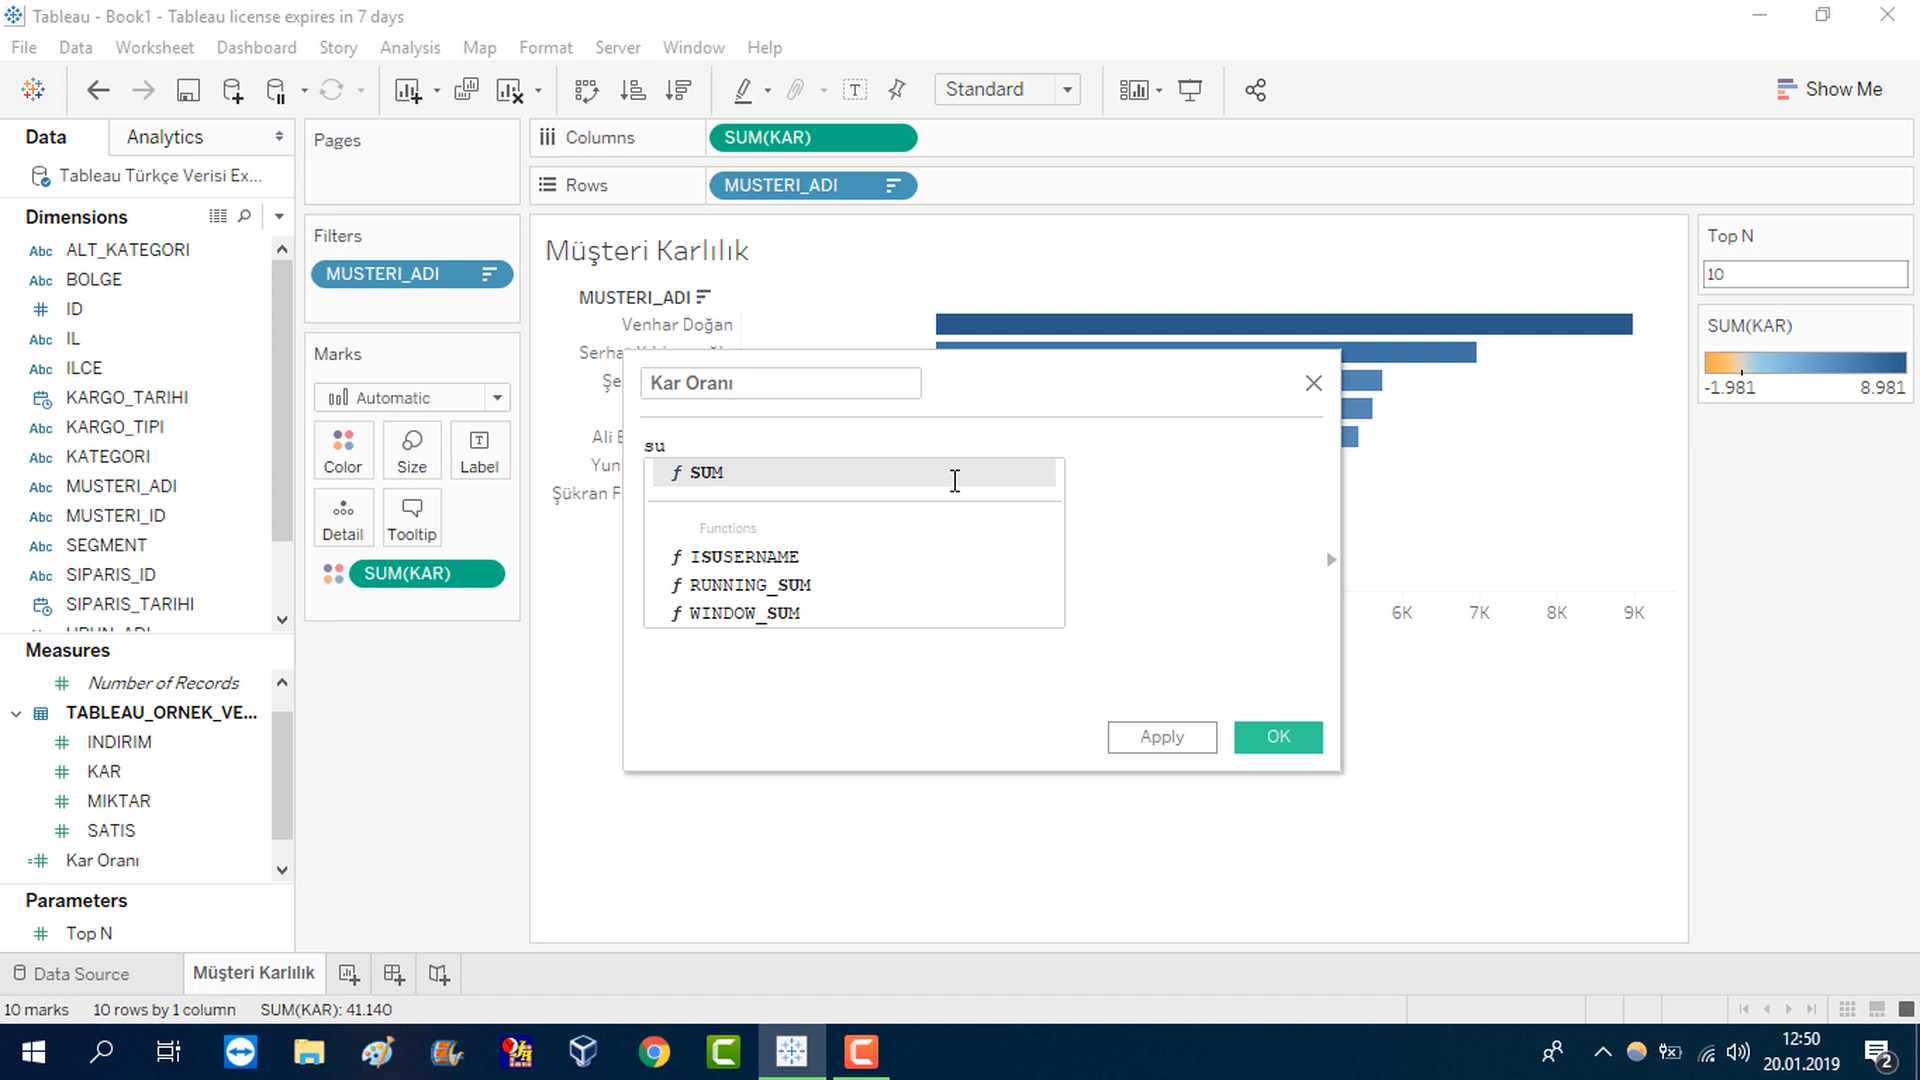 Tableau - Book1 - Tableau license expires in 7 days
File Data Worksheet Dashboard Story Analysis Map Format Server Window Help
Standard
Show Me
Data
Analytics
Tableau Türkçe Verisi Ex...
Dimensions
Abc ALT_KATEGORI
Abc BOLGE
# ID
Abc IL
Abc ILCE
KARGO_TARIHI
Abc KARGO_TIPI
Abc KATEGORI
Abc MUSTERI_ADI
Abc MUSTERI_ID
Abc SEGMENT
Abc SIPARIS_ID
SIPARIS_TARIHI
Measures
# Number of Records
TABLEAU_ORNEK_VE...
# INDIRIM
# KAR
# MIKTAR
# SATIS
=# Kar Oranı
Parameters
# Top N
Pages
Filters
MUSTERI_ADI
Marks
Automatic
Color
Size
Label
Detail
Tooltip
SUM(KAR)
Columns
SUM(KAR)
Rows
MUSTERI_ADI
Müşteri Karlılık
MUSTERI_ADI
Venhar Doğan
Serha
Şe
Ali
Yun
Şükran F
6K 7K 8K 9K
Kar Oranı
su
ƒ SUM
Functions
ƒ ISUSERNAME
ƒ RUNNING_SUM
ƒ WINDOW_SUM
Apply
OK
Top N
10
SUM(KAR)
-1.981 8.981
Data Source
Müşteri Karlılık
10 marks 10 rows by 1 column SUM(KAR): 41.140
12:50
20.01.2019
2